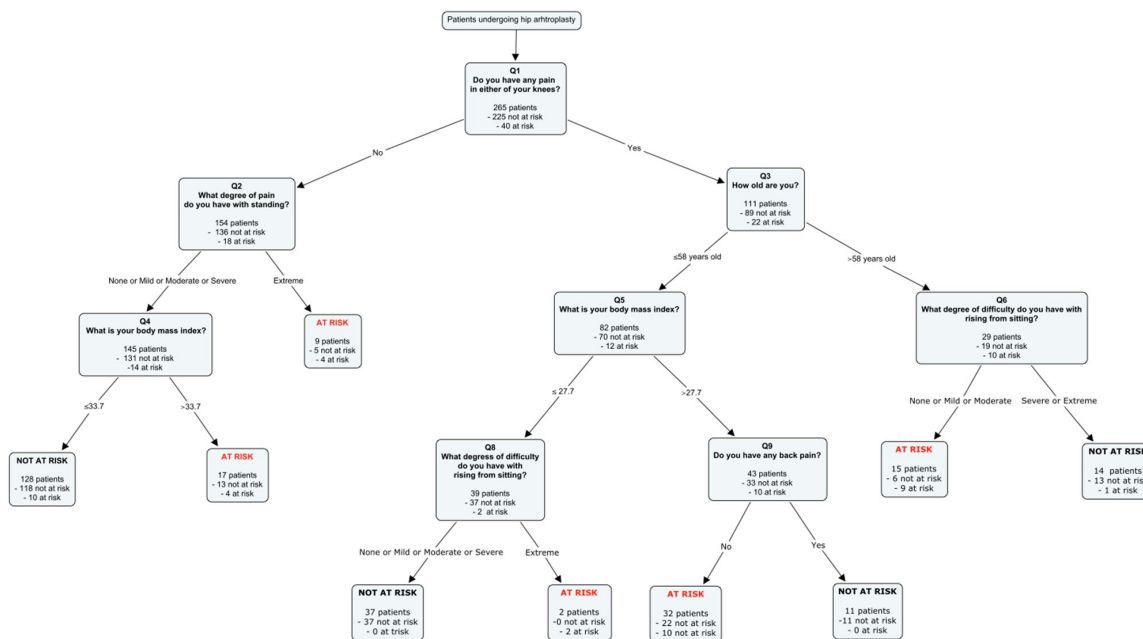 Patients undergoing hip arhtroplasty
Q1
Do you have any pain
in either of your knees?
265 patients
- 225 not at risk
- 40 at risk
No
Yes
Q2
What degree of pain
do you have with standing?
154 patients
- 136 not at risk
- 18 at risk
Q3
How old are you?
111 patients
- 89 not at risk
- 22 at risk
None or Mild or Moderate or Severe
Extreme
≤58 years old
>58 years old
Q4
What is your body mass index?
145 patients
- 131 not at risk
-14 at risk
AT RISK
9 patients
- 5 not at risk
- 4 at risk
Q5
What is your body mass index?
82 patients
- 70 not at risk
- 12 at risk
Q6
What degree of difficulty do you have with
rising from sitting?
29 patients
- 19 not at risk
- 10 at risk
≤33.7
>33.7
≤ 27.7
>27.7
None or Mild or Moderate
Severe or Extreme
NOT AT RISK
128 patients
- 118 not at risk
- 10 at risk
AT RISK
17 patients
- 13 not at risk
- 4 at risk
Q8
What degress of difficulty
do you have with
rising from sitting?
39 patients
- 37 not at risk
- 2 at risk
Q9
Do you have any back pain?
43 patients
- 33 not at risk
- 10 at risk
AT RISK
15 patients
- 6 not at risk
- 9 at risk
NOT AT RISK
14 patients
- 13 not at risk
- 1 at risk
None or Mild or Moderate or Severe
Extreme
No
Yes
NOT AT RISK
37 patients
- 37 not at risk
- 0 at trisk
AT RISK
2 patients
-0 not at risk
- 2 at risk
AT RISK
32 patients
- 22 not at risk
- 10 not at risk
NOT AT RISK
11 patients
-11 not at risk
- 0 at risk